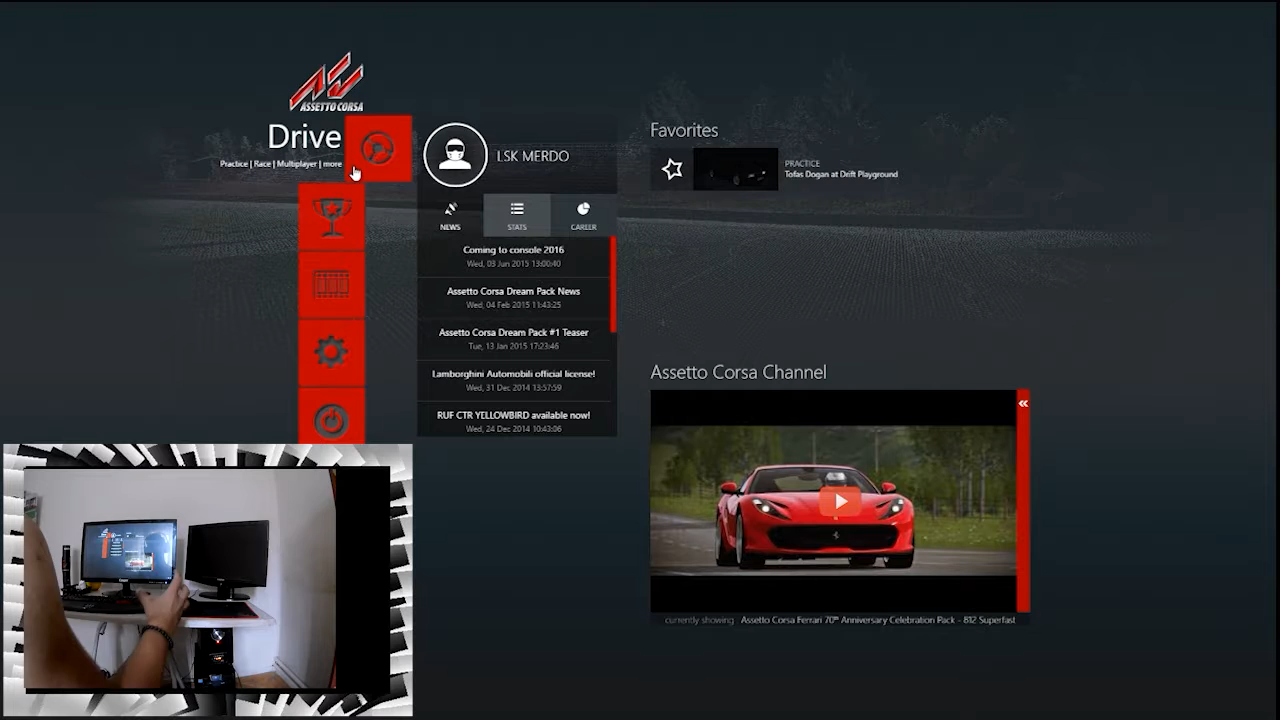 ASSETTO CORSA
Drive
Practice | Race | Multiplayer | more
LSK MERDO
NEWS
STATS
CAREER
Coming to console 2016
Wed, 03 Jun 2015 13:00:40
Assetto Corsa Dream Pack News
Wed, 04 Feb 2015 11:43:25
Assetto Corsa Dream Pack #1 Teaser
Tue, 13 Jan 2015 17:23:46
Lamborghini Automobili official license!
Wed, 31 Dec 2014 13:57:59
RUF CTR YELLOWBIRD available now!
Wed, 24 Dec 2014 10:43:06
Favorites
PRACTICE
Tofas Dogan at Drift Playground
Assetto Corsa Channel
currently showing Assetto Corsa Ferrari 70th Anniversary Celebration Pack - 812 Superfast